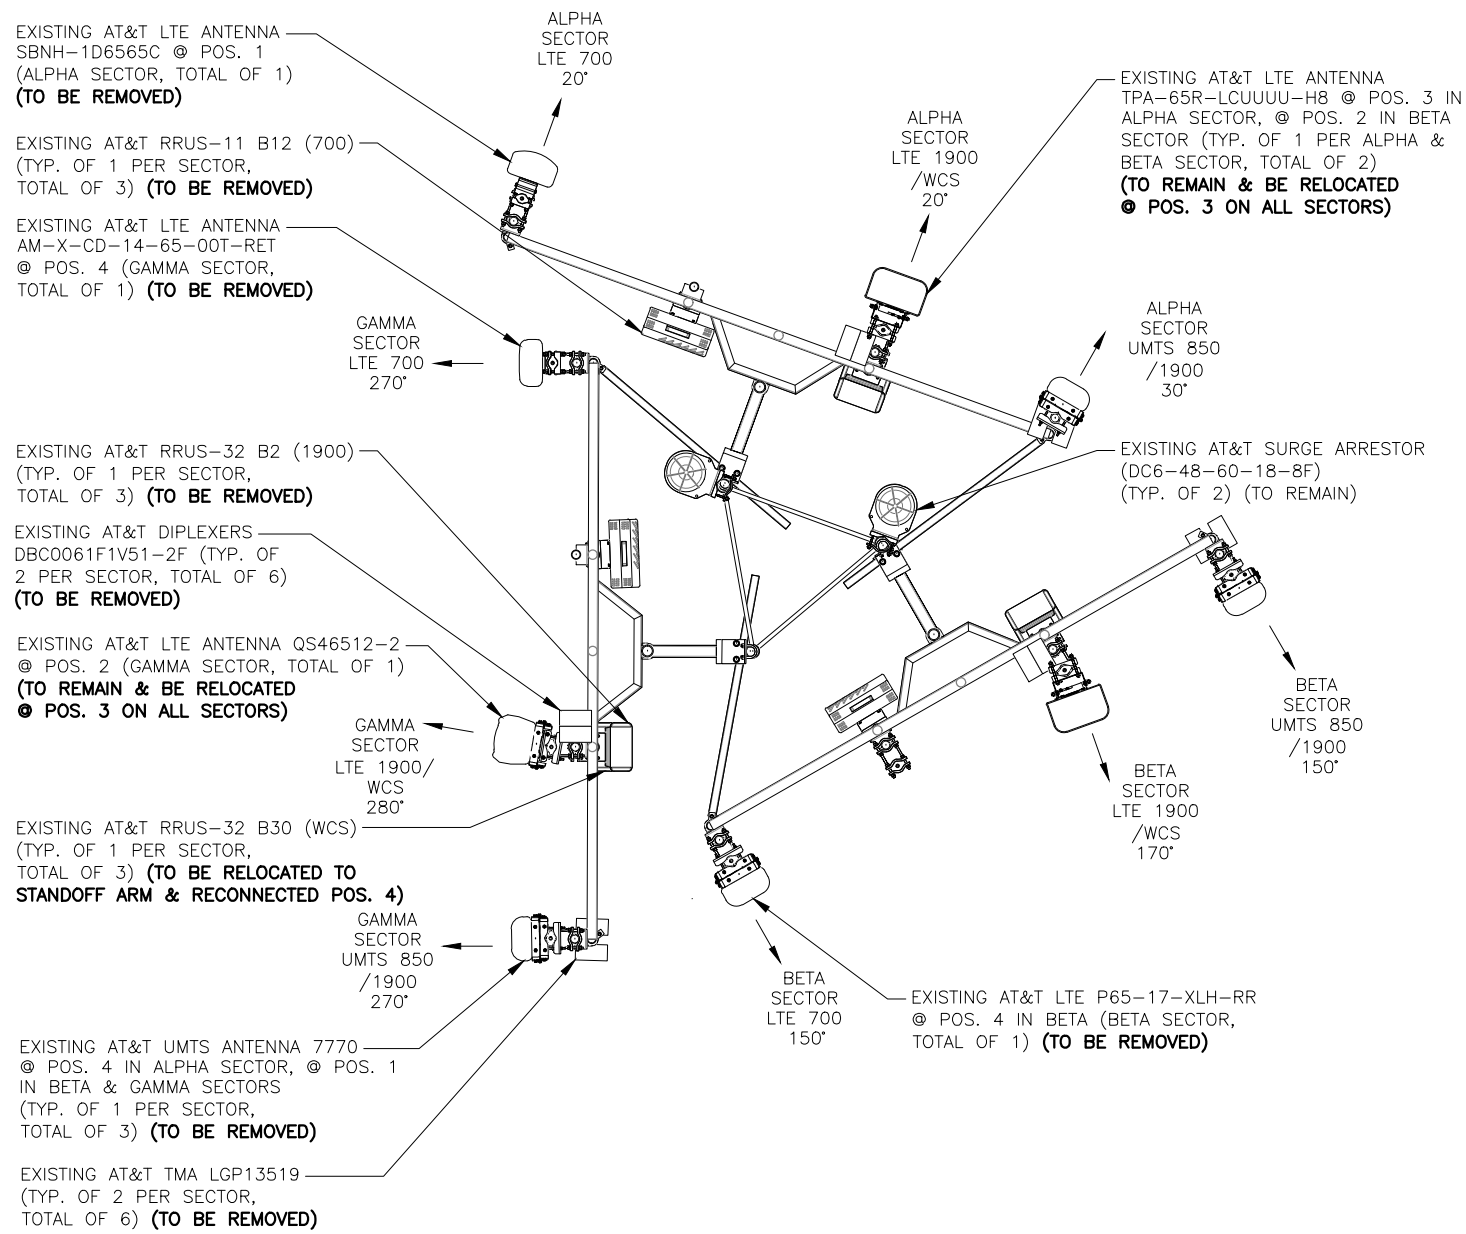 EXISTING AT&T LTE ANTENNA
SBNH-1D6565C @ POS. 1
(ALPHA SECTOR, TOTAL OF 1)
(TO BE REMOVED)
EXISTING AT&T RRUS-11 B12 (700)
(TYP. OF 1 PER SECTOR,
TOTAL OF 3) (TO BE REMOVED)
EXISTING AT&T LTE ANTENNA
AM-X-CD-14-65-00T-RET
@ POS. 4 (GAMMA SECTOR,
TOTAL OF 1) (TO BE REMOVED)
ALPHA
SECTOR
LTE 700
20°
ALPHA
SECTOR
LTE 1900
/WCS
20°
EXISTING AT&T LTE ANTENNA
TPA-65R-LCUUUU-H8 @ POS. 3 IN
ALPHA SECTOR, @ POS. 2 IN BETA
SECTOR (TYP. OF 1 PER ALPHA &
BETA SECTOR, TOTAL OF 2)
(TO REMAIN & BE RELOCATED
@ POS. 3 ON ALL SECTORS)
GAMMA
SECTOR
LTE 700
270°
ALPHA
SECTOR
UMTS 850
/1900
30°
EXISTING AT&T RRUS-32 B2 (1900)
(TYP. OF 1 PER SECTOR,
TOTAL OF 3) (TO BE REMOVED)
EXISTING AT&T SURGE ARRESTOR
(DC6-48-60-18-8F)
(TYP. OF 2) (TO REMAIN)
EXISTING AT&T DIPLEXERS
DBC0061F1V51-2F (TYP. OF
2 PER SECTOR, TOTAL OF 6)
(TO BE REMOVED)
EXISTING AT&T LTE ANTENNA QS46512-2
@ POS. 2 (GAMMA SECTOR, TOTAL OF 1)
(TO REMAIN & BE RELOCATED
@ POS. 3 ON ALL SECTORS)
GAMMA
SECTOR
LTE 1900/
WCS
280°
BETA
SECTOR
UMTS 850
/1900
150°
BETA
SECTOR
LTE 1900
/WCS
170°
EXISTING AT&T RRUS-32 B30 (WCS)
(TYP. OF 1 PER SECTOR,
TOTAL OF 3) (TO BE RELOCATED TO
STANDOFF ARM & RECONNECTED POS. 4)
GAMMA
SECTOR
UMTS 850
/1900
270°
BETA
SECTOR
LTE 700
150°
EXISTING AT&T LTE P65-17-XLH-RR
@ POS. 4 IN BETA (BETA SECTOR,
TOTAL OF 1) (TO BE REMOVED)
EXISTING AT&T UMTS ANTENNA 7770
@ POS. 4 IN ALPHA SECTOR, @ POS. 1
IN BETA & GAMMA SECTORS
(TYP. OF 1 PER SECTOR,
TOTAL OF 3) (TO BE REMOVED)
EXISTING AT&T TMA LGP13519
(TYP. OF 2 PER SECTOR,
TOTAL OF 6) (TO BE REMOVED)